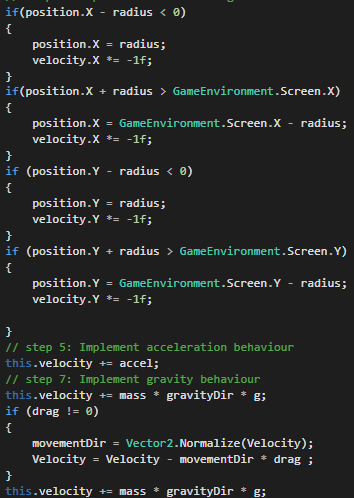 if(position.X - radius < 0)
{
position.X = radius;
velocity.X *= -1f;
}
if(position.X + radius > GameEnvironment.Screen.X)
{
position.X = GameEnvironment.Screen.X - radius;
velocity.X *= -1f;
}
if (position.Y - radius < 0)
{
position.Y = radius;
velocity.Y *= -1f;
}
if (position.Y + radius > GameEnvironment.Screen.Y)
{
position.Y = GameEnvironment.Screen.Y - radius;
velocity.Y *= -1f;
}
// step 5: Implement acceleration behaviour
this.velocity += accel;
// step 7: Implement gravity behaviour
this.velocity += mass * gravityDir * g;
if (drag != 0)
{
movementDir = Vector2.Normalize(Velocity);
Velocity = Velocity - movementDir * drag ;
}
this.velocity += mass * gravityDir * g;